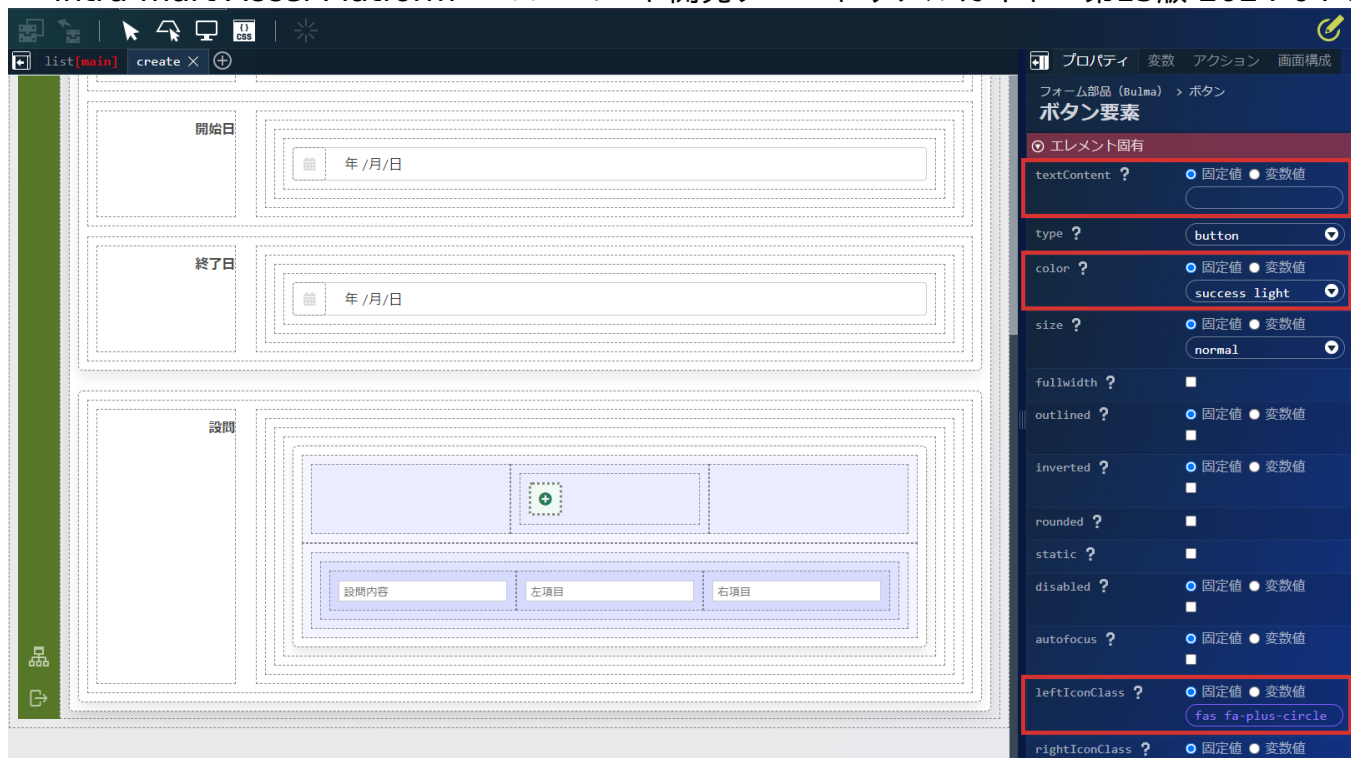 {} CSS
list[main] create
プロパティ 変数 アクション 画面構成
フォーム部品 (Bulma) > ボタン
ボタン要素
エレメント固有
textContent ? 固定値 変数値
type ? button
color ? 固定値 変数値
success light
size ? 固定値 変数値
normal
fullwidth ?
outlined ? 固定値 変数値
inverted ? 固定値 変数値
rounded ?
static ?
disabled ? 固定値 変数値
autofocus ? 固定値 変数値
leftIconClass ? 固定値 変数値
fas fa-plus-circle
rightIconClass ? 固定値 変数値
開始日
年 /月/日
終了日
年 /月/日
設問
設問内容 左項目 右項目